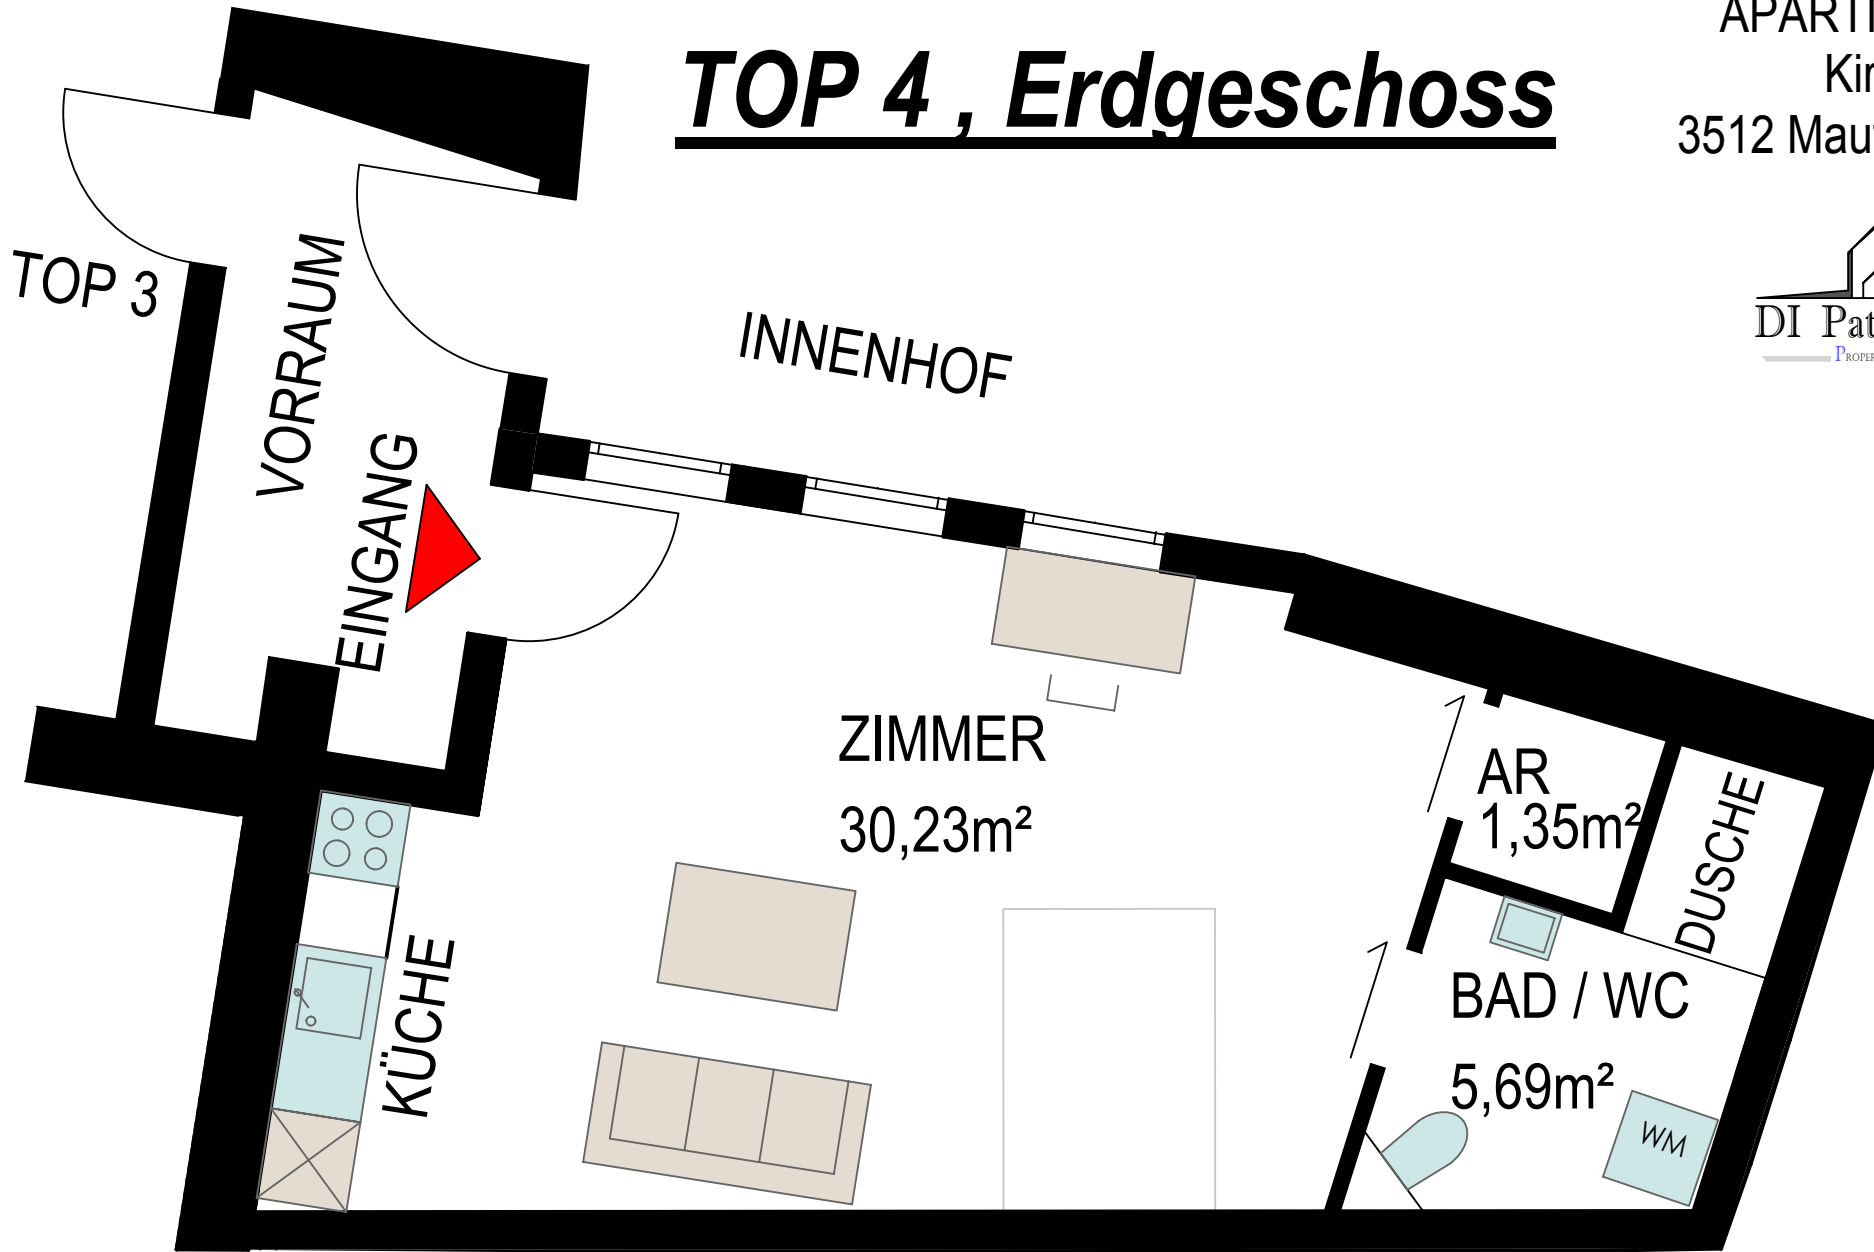 TOP 4 , Erdgeschoss
3512
DI
TOP 3
VORRAUM
INNENHOF
EINGANG
ZIMMER
30,23m²
AR
1,35m²
DUSCHE
KÜCHE
BAD / WC
5,69m²
WM